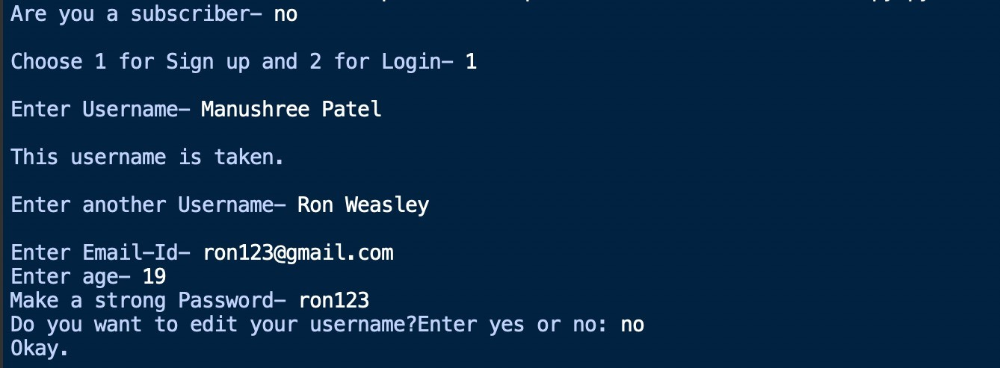 Are you a subscriber– no
Choose 1 for Sign up and 2 for Login– 1
Enter Username– Manushree Patel
This username is taken.
Enter another Username– Ron Weasley
Enter Email–Id– ron123@gmail.com
Enter age– 19
Make a strong Password– ron123
Do you want to edit your username?Enter yes or no: no
Okay.